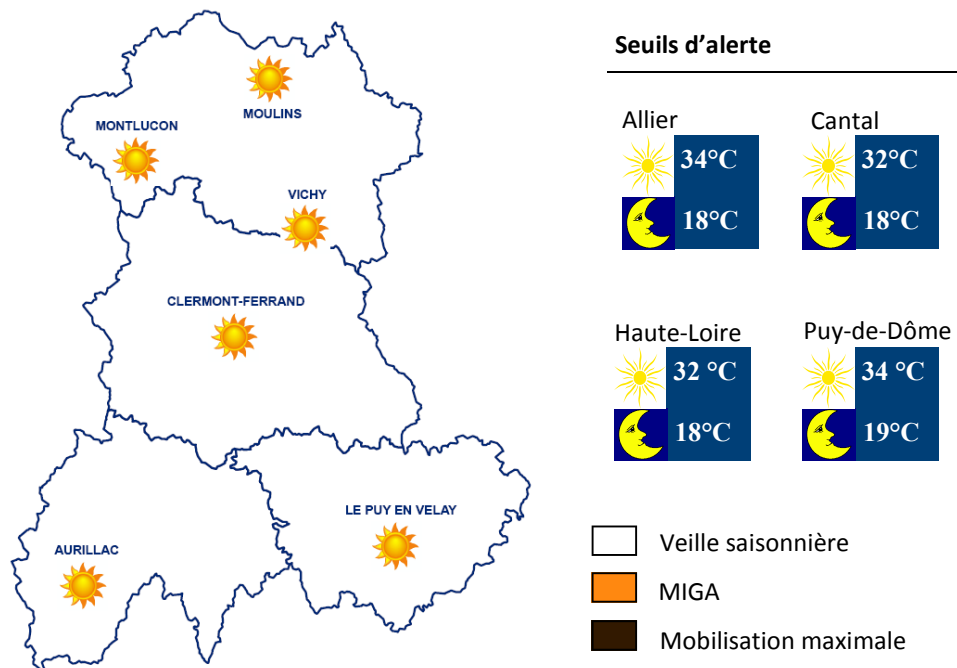 Seuils d'alerte
MOULINS
MONTLUCON
VICHY
CLERMONT-FERRAND
LE PUY EN VELAY
AURILLAC
Allier
34°C
18°C
Cantal
32°C
18°C
Haute-Loire
32 °C
18°C
Puy-de-Dôme
34 °C
19°C
Veille saisonnière
MIGA
Mobilisation maximale